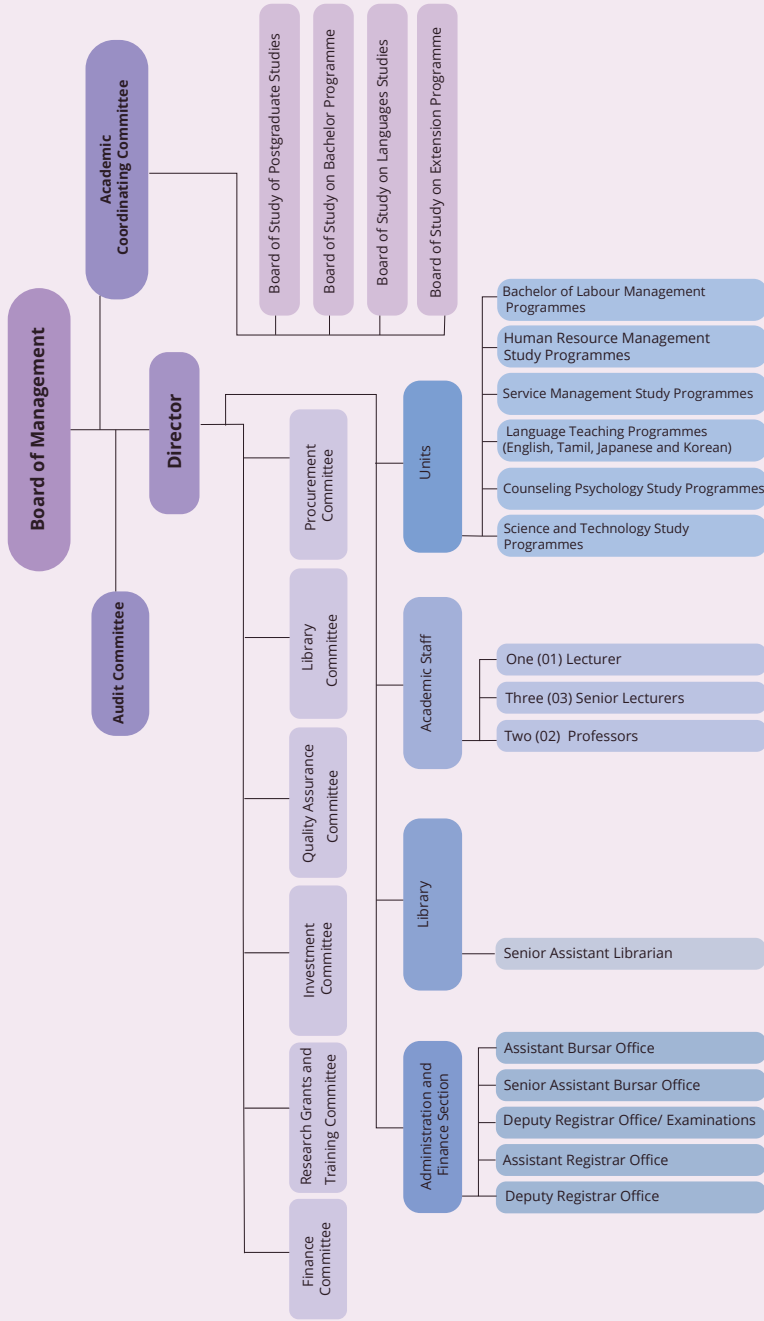 Board of Management
Audit Committee
Academic
Coordinating Committee
Director
Board of Study of Postgraduate Studies
Board of Study on Bachelor Programme
Board of Study on Languages Studies
Board of Study on Extension Programme
Finance
Committee
Research Grants and
Training Committee
Investment
Committee
Quality Assurance
Committee
Library
Committee
Procurement
Committee
Administration and
Finance Section
Library
Academic Staff
Units
Bachelor of Labour Management
Programmes
Human Resource Management
Study Programmes
Service Management Study Programmes
Language Teaching Programmes
(English, Tamil, Japanese and Korean)
Counseling Psychology Study Programmes
Science and Technology Study
Programmes
One (01) Lecturer
Three (03) Senior Lecturers
Two (02) Professors
Senior Assistant Librarian
Assistant Bursar Office
Senior Assistant Bursar Office
Deputy Registrar Office/ Examinations
Assistant Registrar Office
Deputy Registrar Office